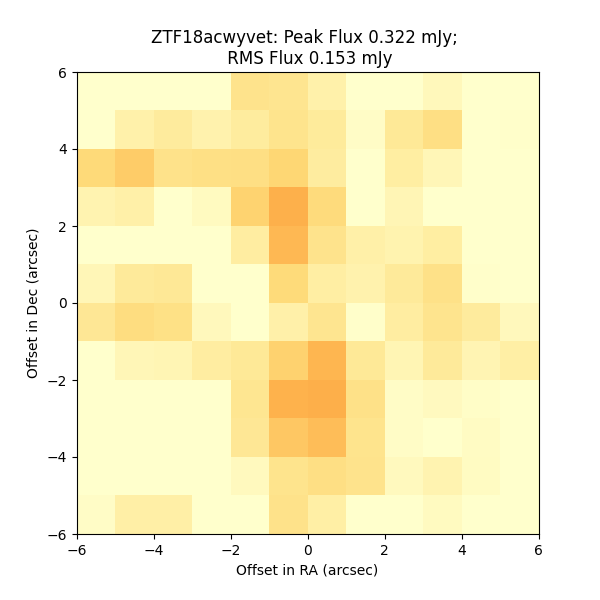 ZTF18acwyvet: Peak Flux 0.322 mJy;
RMS Flux 0.153 mJy
6
4
2
0
−2
−4
−6
Offset in Dec (arcsec)
−6 −4 −2 0 2 4 6
Offset in RA (arcsec)